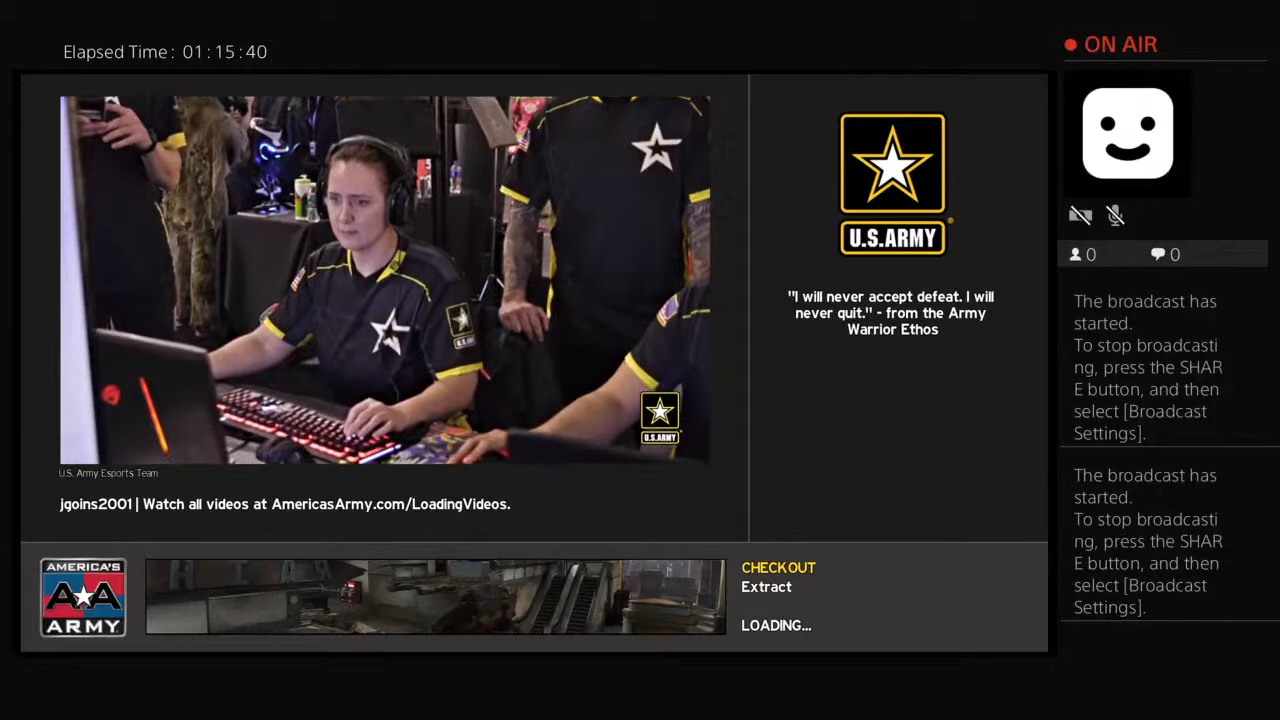 Elapsed Time: 01:15:40
ON AIR
U.S.ARMY
U.S.ARMY
"I will never accept defeat. I will
never quit." - from the Army
Warrior Ethos
U.S. Army Esports Team
jgoins2001 | Watch all videos at AmericasArmy.com/LoadingVideos.
AMERICA'S
AA
ARMY
CHECKOUT
Extract
LOADING...
0
0
The broadcast has
started.
To stop broadcasti
ng, press the SHAR
E button, and then
select [Broadcast
Settings].
The broadcast has
started.
To stop broadcasti
ng, press the SHAR
E button, and then
select [Broadcast
Settings].